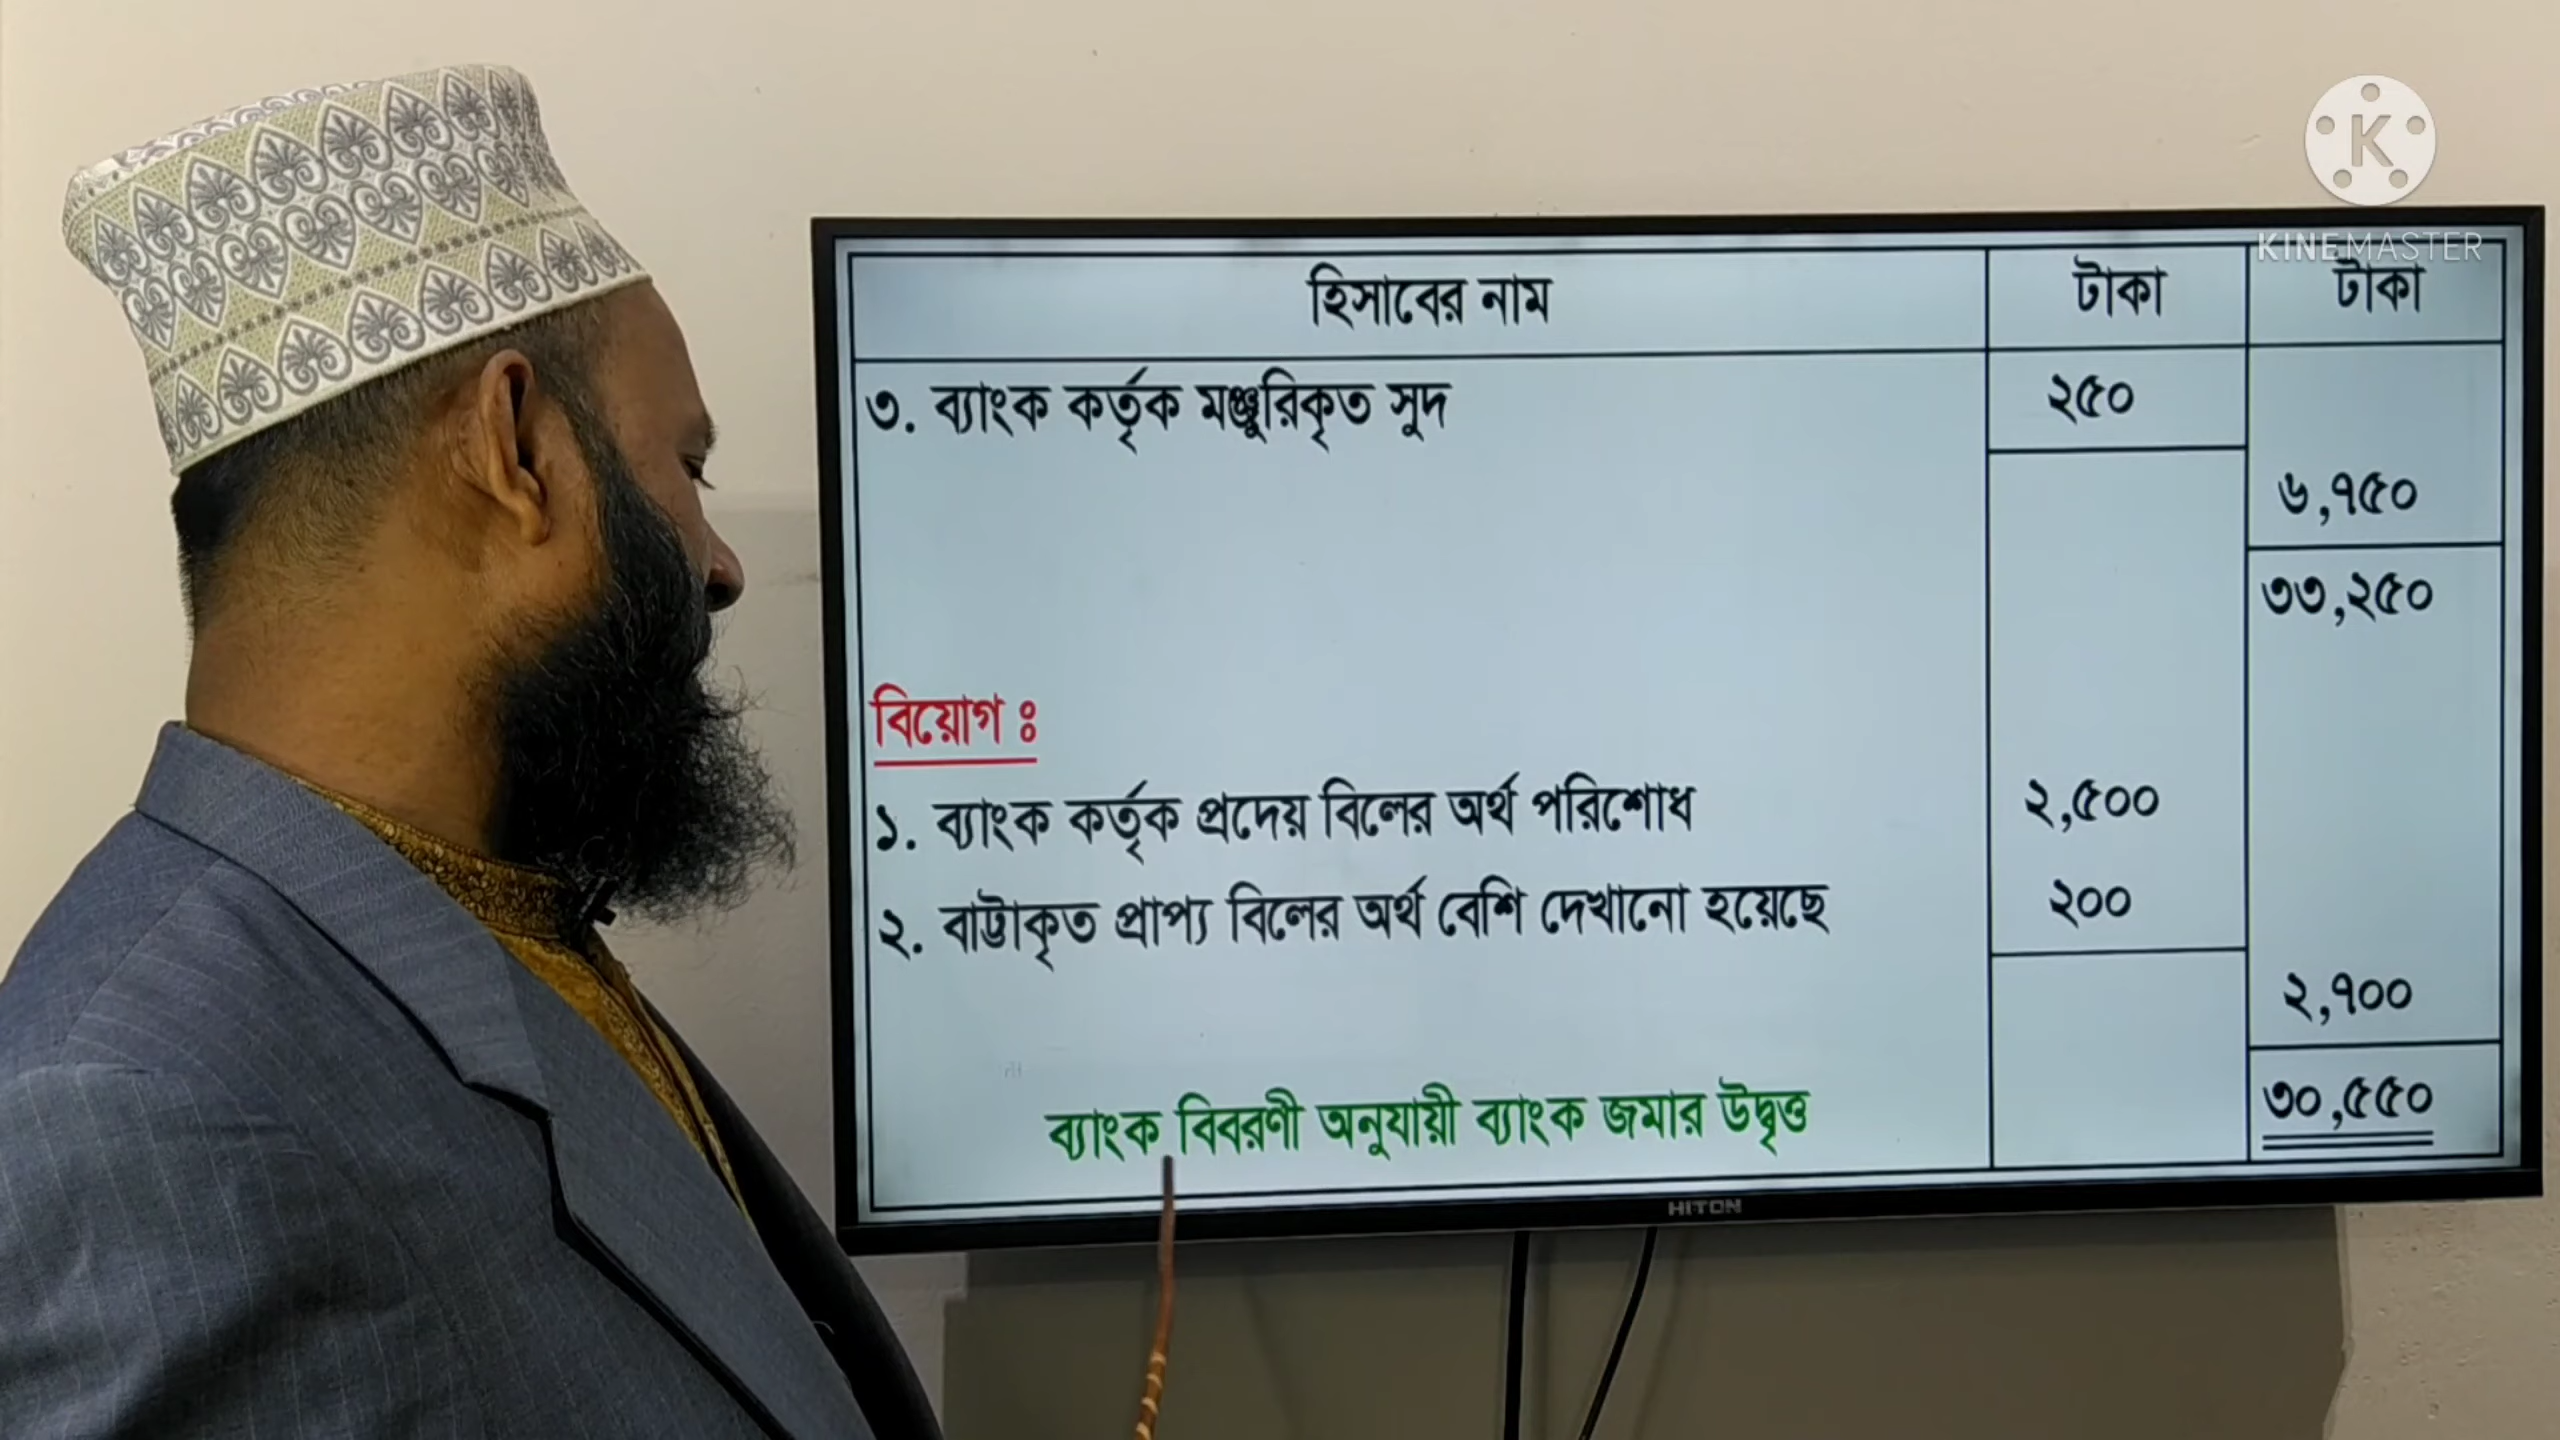 K
KINEMASTER
হিসাবের নাম টাকা টাকা
৩. ব্যাংক কর্তৃক মঞ্জুরিকৃত সুদ ২৫০
৬,৭৫০
৩৩,২৫০
বিয়োগ ঃ
১. ব্যাংক কর্তৃক প্রদেয় বিলের অর্থ পরিশোধ ২,৫০০
২. বাট্টাকৃত প্রাপ্য বিলের অর্থ বেশি দেখানো হয়েছে ২০০
২,৭০০
ব্যাংক বিবরণী অনুযায়ী ব্যাংক জমার উদ্বৃত্ত ৩০,৫৫০
HITON